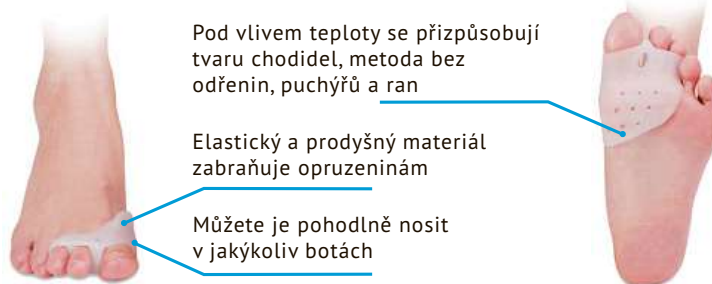 Pod vlivem teploty se přizpůsobují
tvaru chodidel, metoda bez
odřenin, puchýřů a ran
Elastický a prodyšný materiál
zabraňuje opruzeninám
Můžete je pohodlně nosit
v jakýkoliv botách